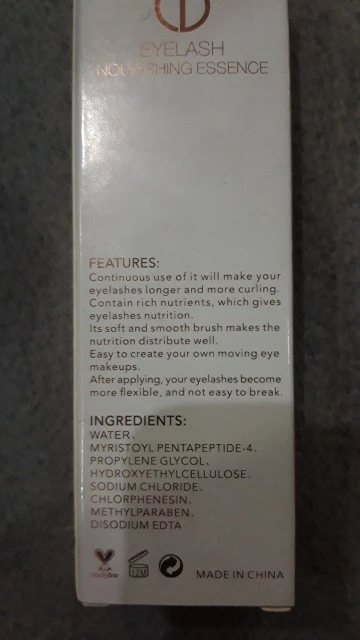 EYELASH
NOURISHING ESSENCE
FEATURES:
Continuous use of it will make your
eyelashes longer and more curling.
Contain rich nutrients, which gives
eyelashes nutrition.
Its soft and smooth brush makes the
nutrition distribute well.
Easy to create your own moving eye
makeups.
After applying, your eyelashes become
more flexible, and not easy to break.
INGREDIENTS:
WATER、
MYRISTOYL PENTAPEPTIDE-4、
PROPYLENE GLYCOL、
HYDROXYETHYLCELLULOSE、
SODIUM CHLORIDE、
CHLORPHENESIN、
METHYLPARABEN、
DISODIUM EDTA
crueltyfree
12M
MADE IN CHINA